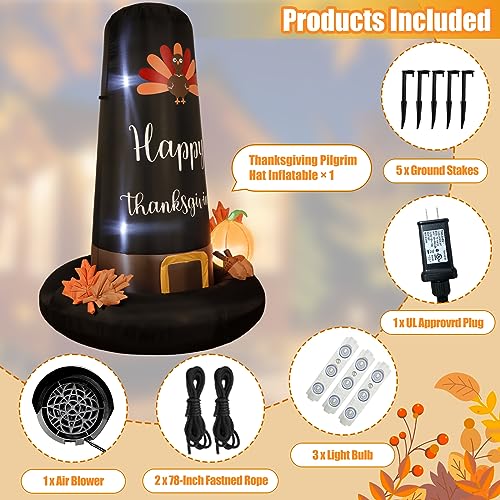 Products Included
Happy
Thanksgivin
Thanksgiving Pilgrim
Hat Inflatable × 1
5 x Ground Stakes
1 x UL Approvrd Plug
1 x Air Blower
2 x 78-Inch Fastned Rope
3 x Light Bulb